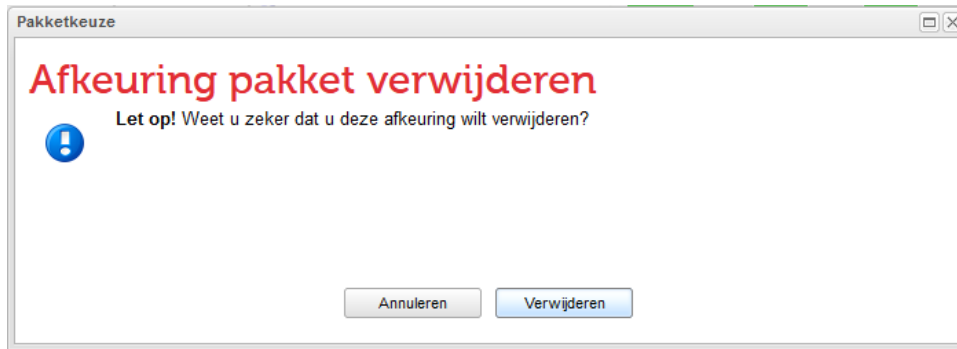 Pakketkeuze
Afkeuring pakket verwijderen
Let op! Weet u zeker dat u deze afkeuring wilt verwijderen?
Annuleren
Verwijderen